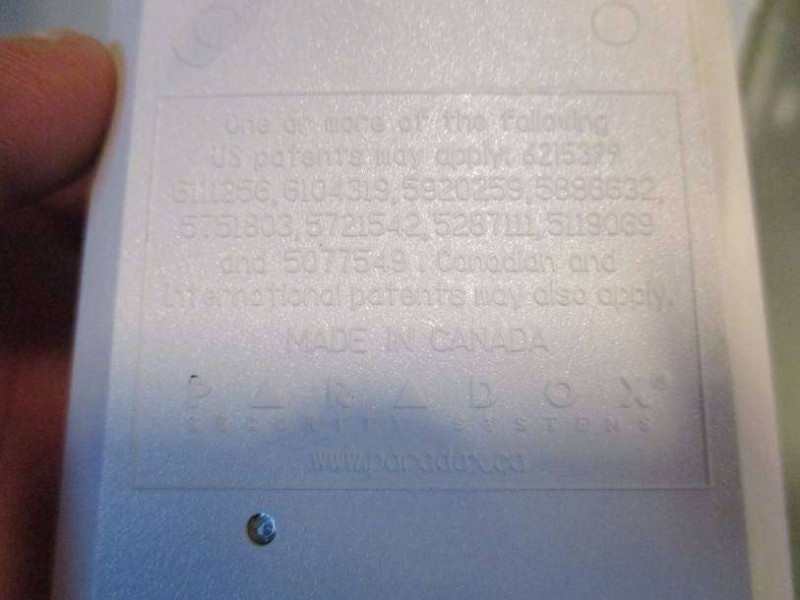 One or more of the following
US patents may apply: 6215399
6111256, 6104319, 5920259, 5886632,
5751803, 5721542, 5287111, 5119069
and 5077549. Canadian and
international patents may also apply.
MADE IN CANADA
PARADOX®
SECURITY SYSTEMS
www.paradox.ca